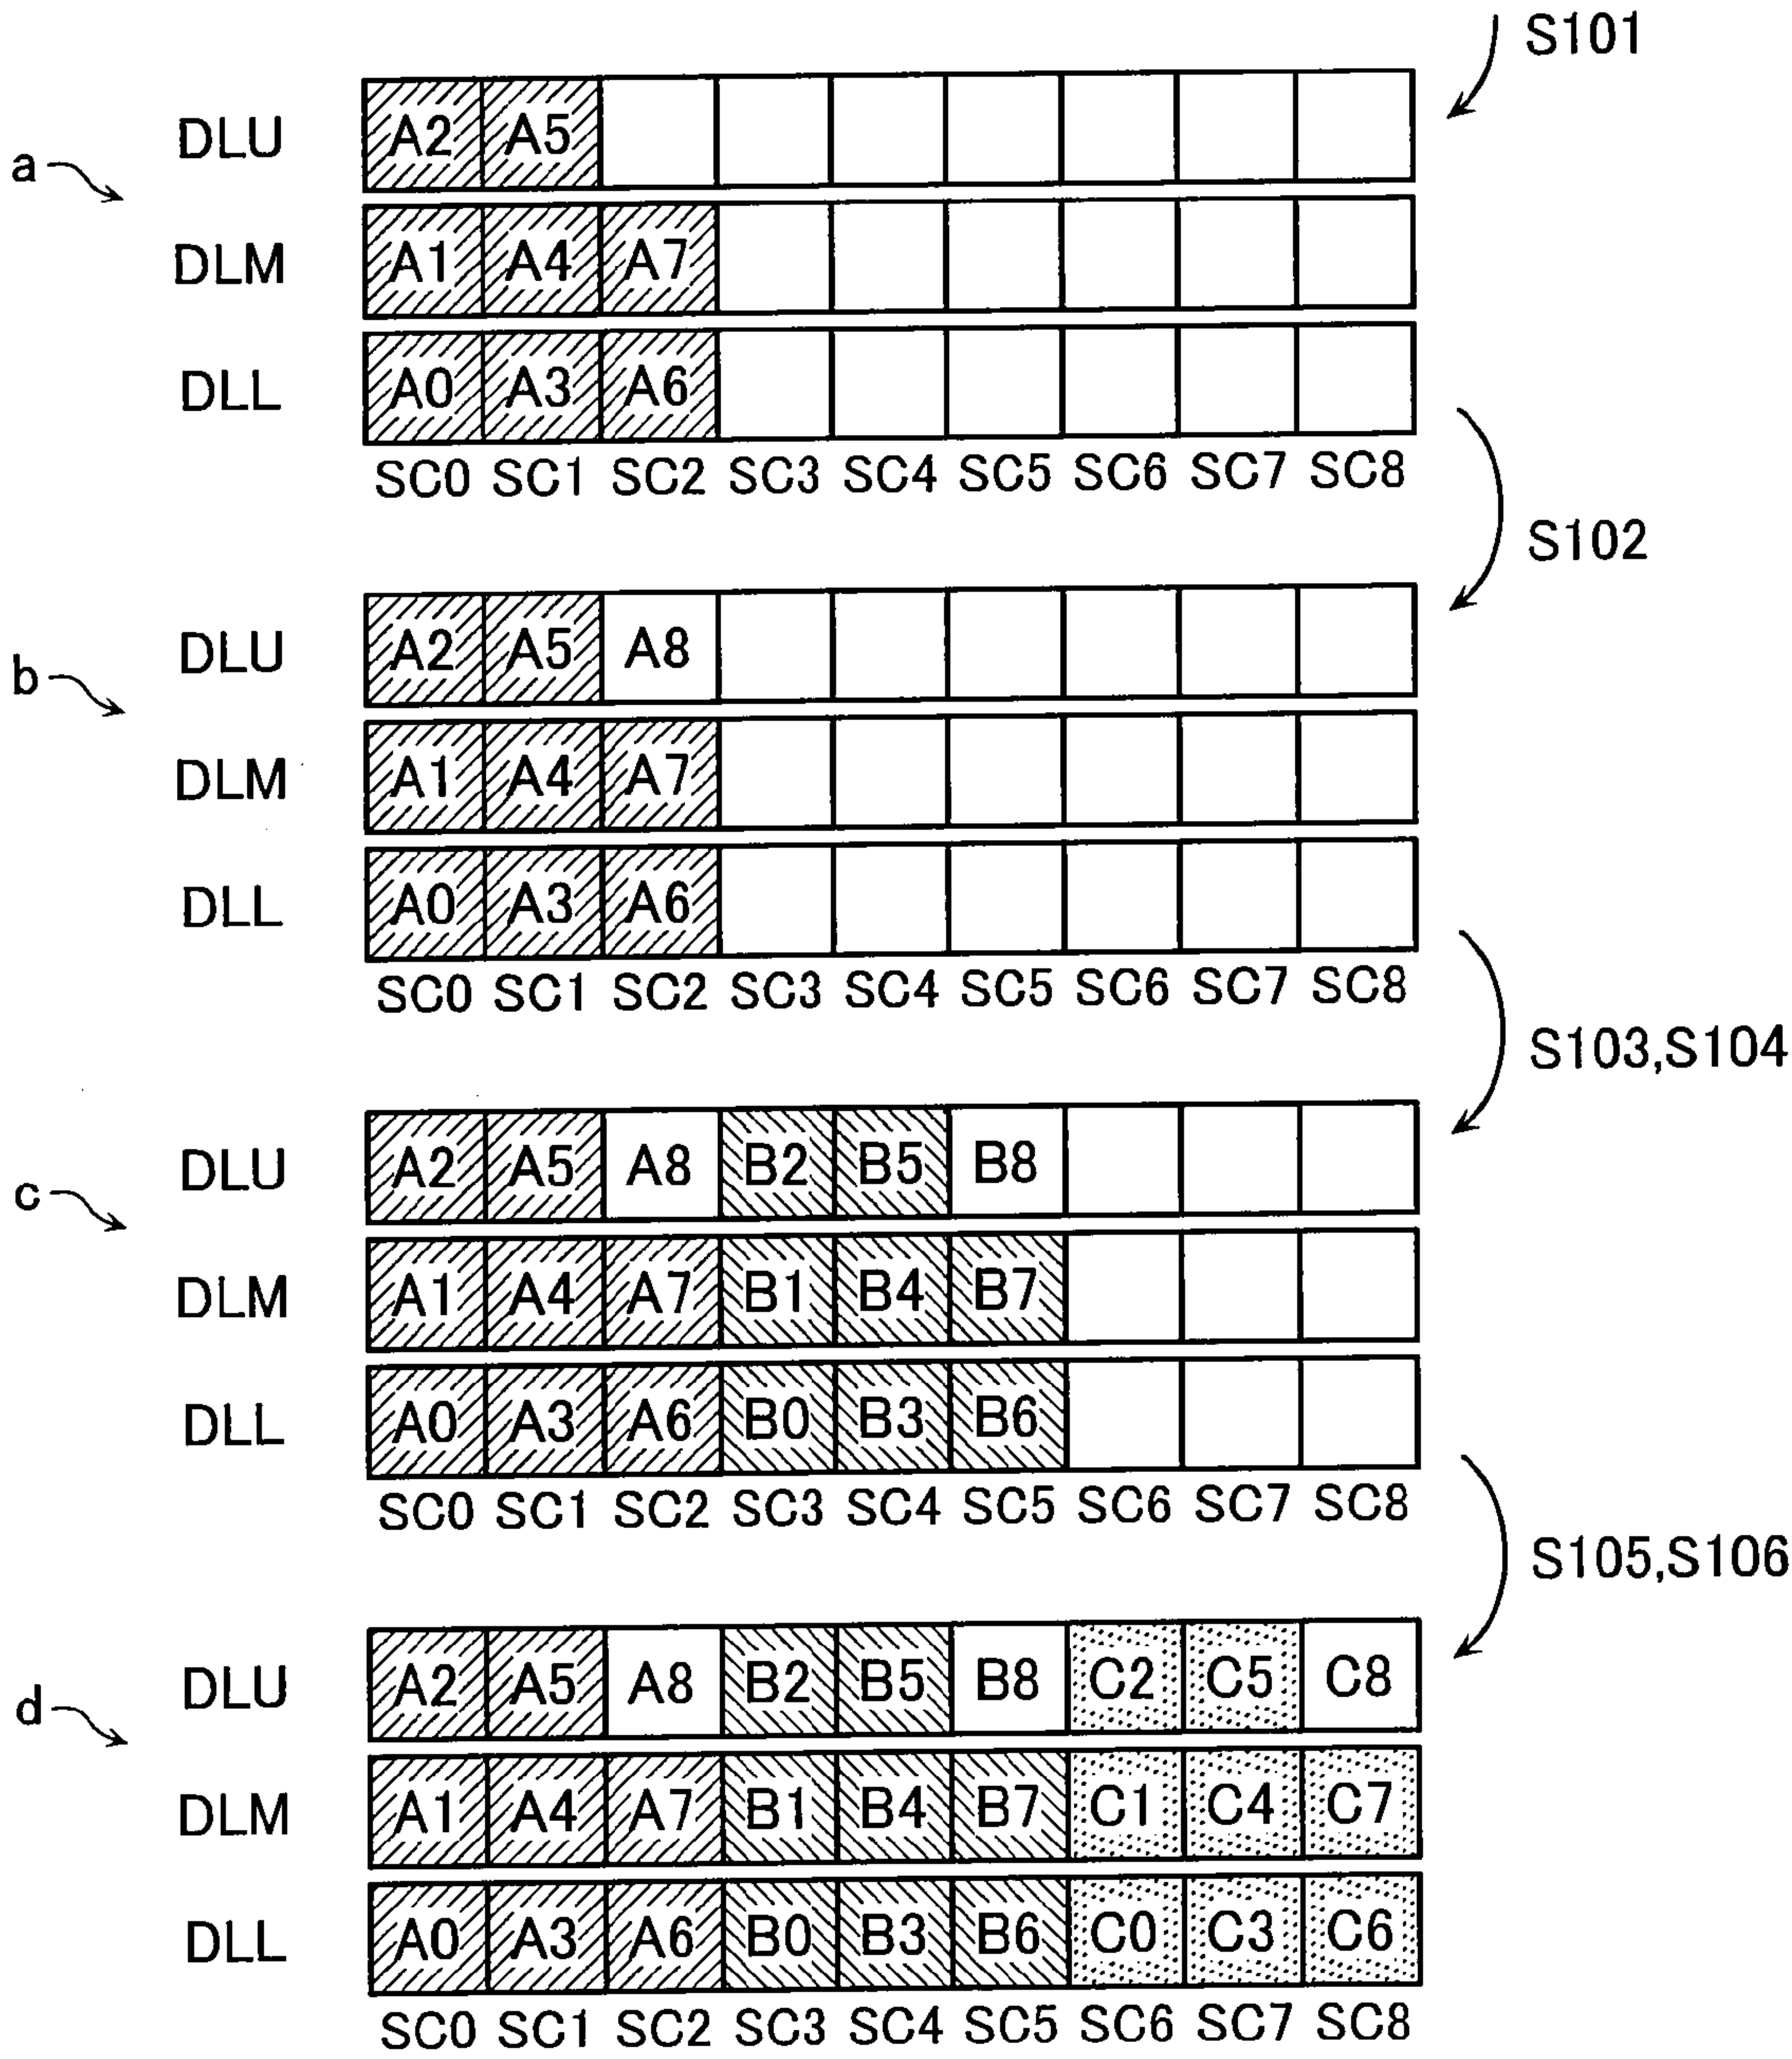 S101
DLU A2 A5
a
DLM A1 A4 A7
DLL A0 A3 A6
SC0 SC1 SC2 SC3 SC4 SC5 SC6 SC7 SC8
S102
DLU A2 A5 A8
b
DLM A1 A4 A7
DLL A0 A3 A6
SC0 SC1 SC2 SC3 SC4 SC5 SC6 SC7 SC8
S103,S104
DLU A2 A5 A8 B2 B5 B8
c
DLM A1 A4 A7 B1 B4 B7
DLL A0 A3 A6 B0 B3 B6
SC0 SC1 SC2 SC3 SC4 SC5 SC6 SC7 SC8
S105,S106
DLU A2 A5 A8 B2 B5 B8 C2 C5 C8
d
DLM A1 A4 A7 B1 B4 B7 C1 C4 C7
DLL A0 A3 A6 B0 B3 B6 C0 C3 C6
SC0 SC1 SC2 SC3 SC4 SC5 SC6 SC7 SC8